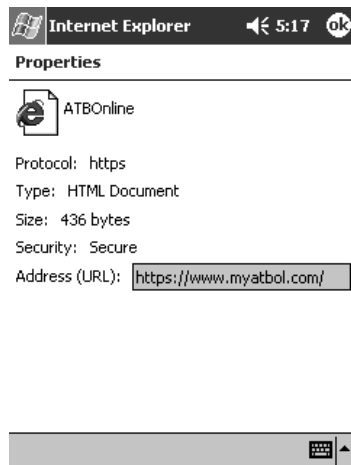 Internet Explorer 5:17 ok
Properties
ATBOnline
Protocol: https
Type: HTML Document
Size: 436 bytes
Security: Secure
Address (URL): https://www.myatbol.com/